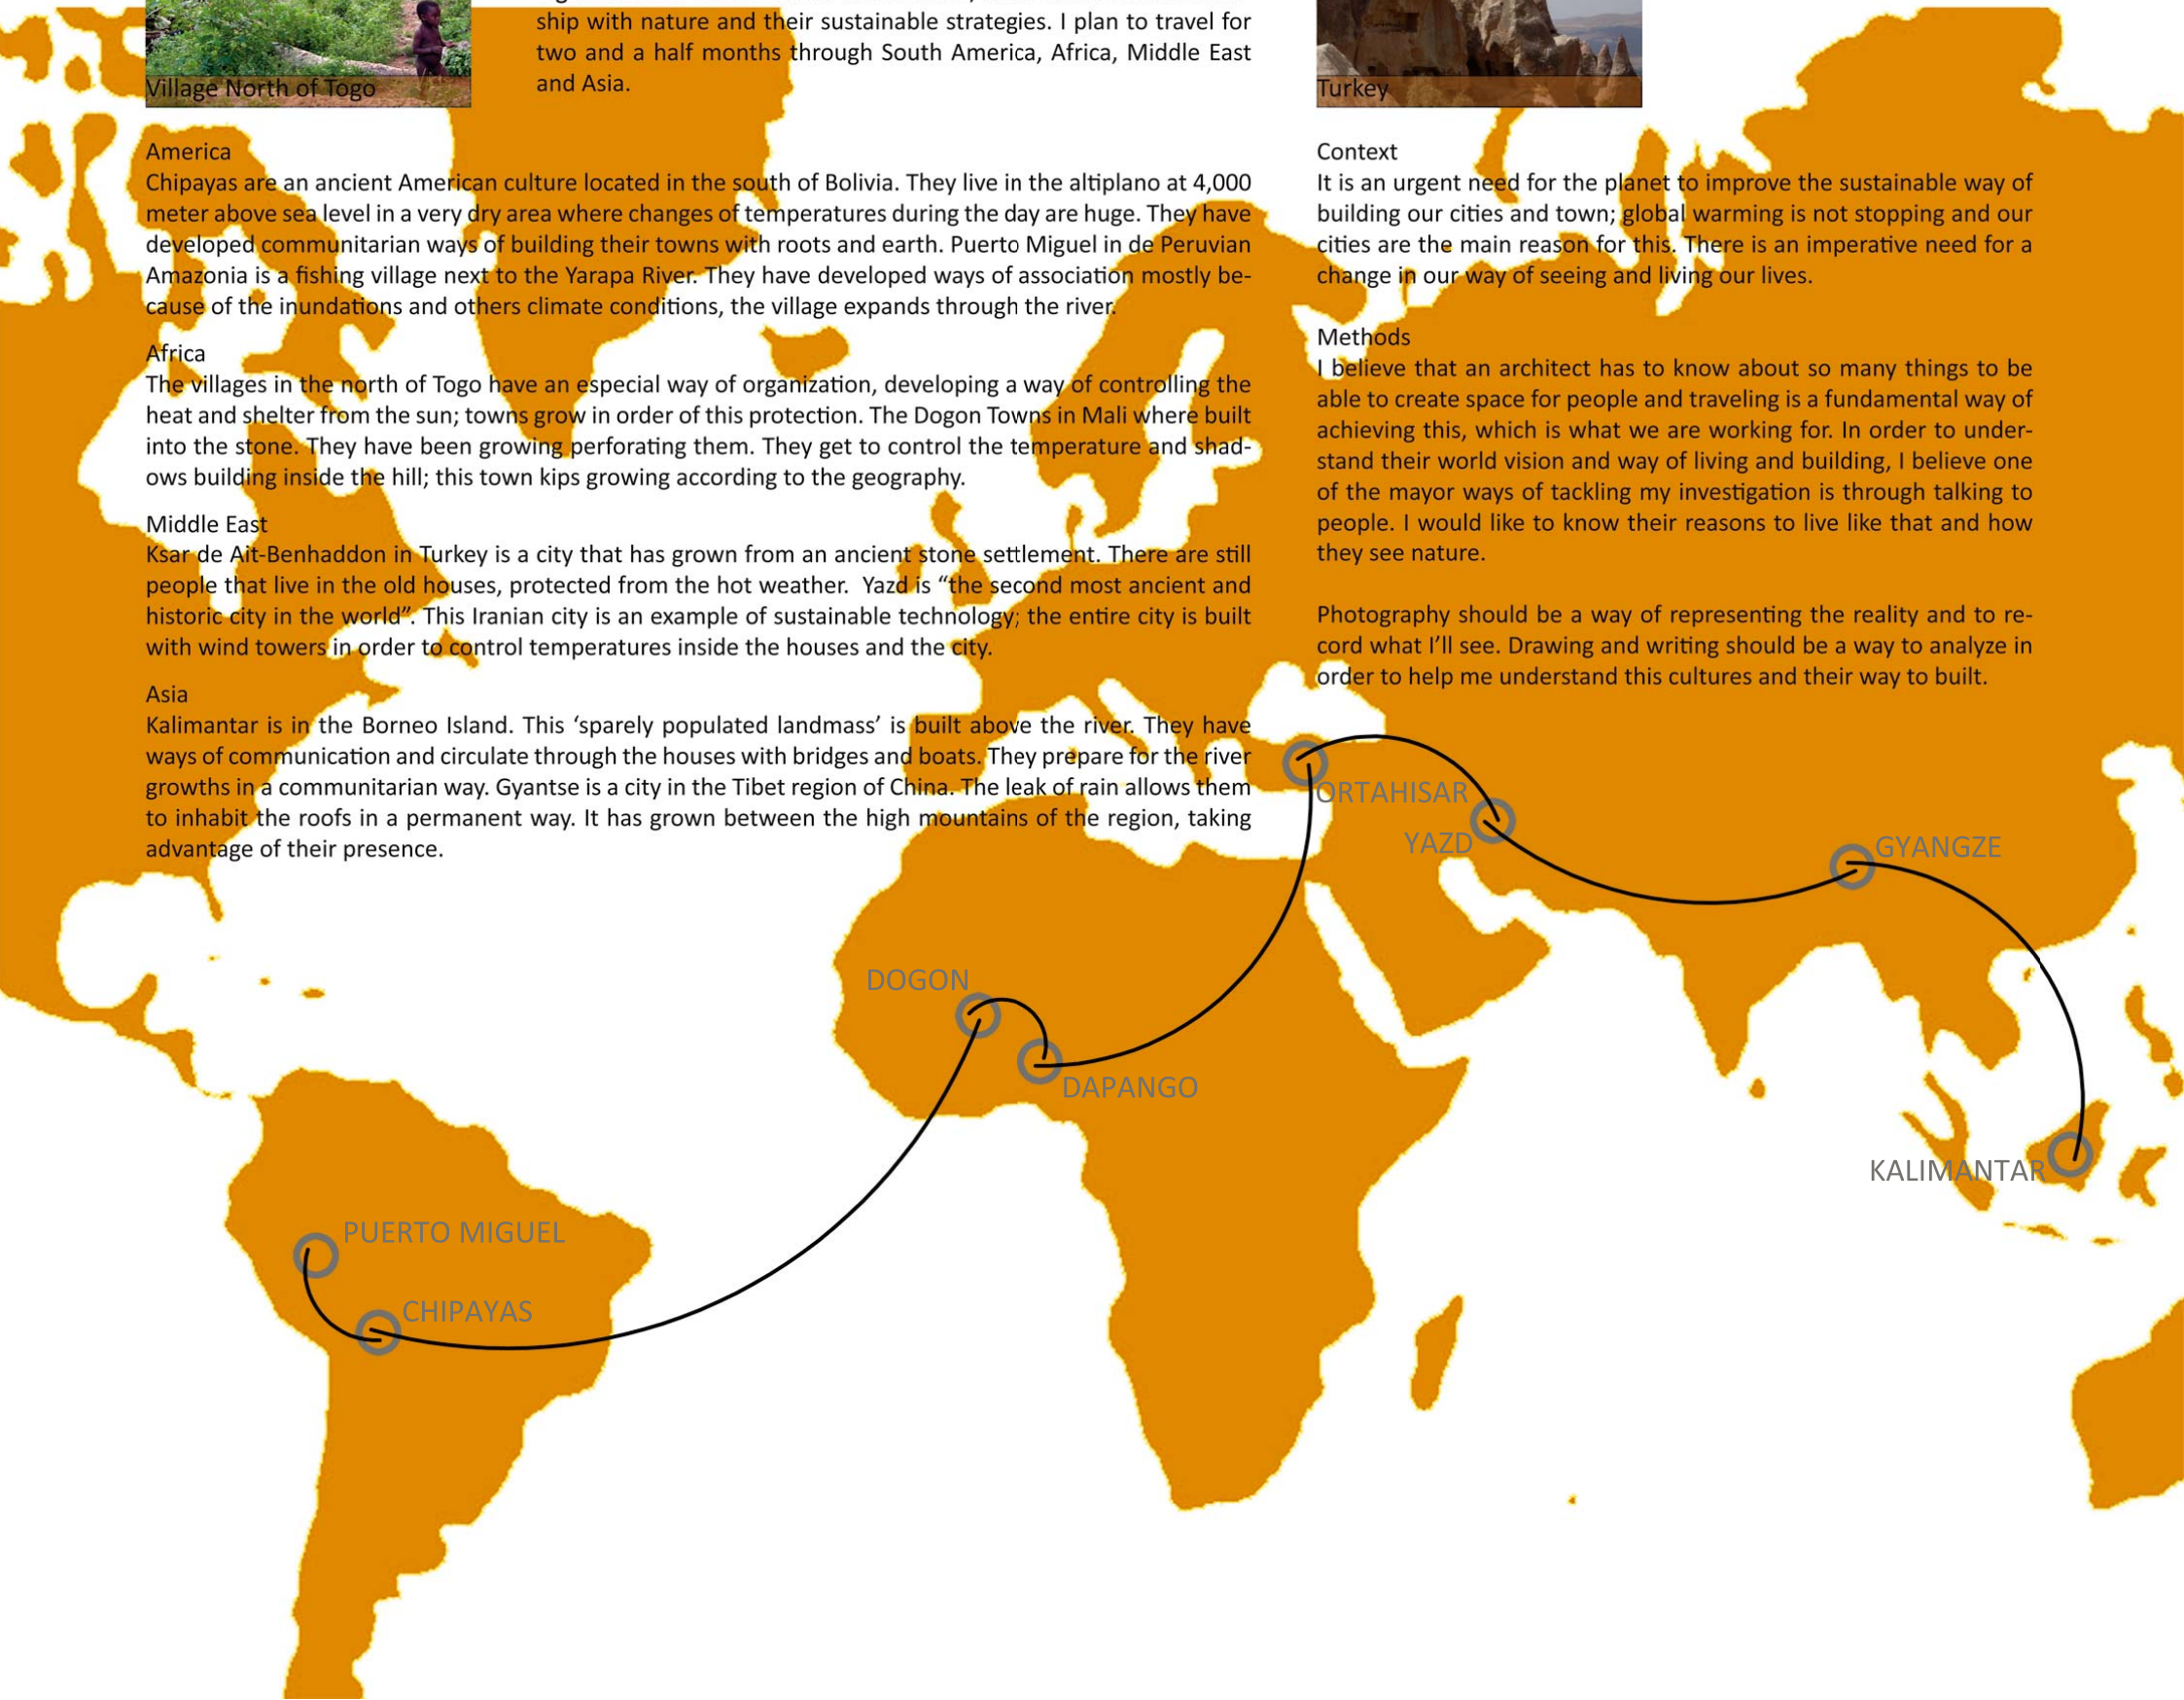 ship with nature and their sustainable strategies. I plan to travel for
two and a half months through South America, Africa, Middle East
and Asia.
Village North of Togo
Turkey
America
Chipayas are an ancient American culture located in the south of Bolivia. They live in the altiplano at 4,000
meter above sea level in a very dry area where changes of temperatures during the day are huge. They have
developed communitarian ways of building their towns with roots and earth. Puerto Miguel in de Peruvian
Amazonia is a fishing village next to the Yarapa River. They have developed ways of association mostly be-
cause of the inundations and others climate conditions, the village expands through the river.
Africa
The villages in the north of Togo have an especial way of organization, developing a way of controlling the
heat and shelter from the sun; towns grow in order of this protection. The Dogon Towns in Mali where built
into the stone. They have been growing perforating them. They get to control the temperature and shad-
ows building inside the hill; this town kips growing according to the geography.
Middle East
Ksar de Ait-Benhaddon in Turkey is a city that has grown from an ancient stone settlement. There are still
people that live in the old houses, protected from the hot weather.  Yazd is “the second most ancient and
historic city in the world”. This Iranian city is an example of sustainable technology; the entire city is built
with wind towers in order to control temperatures inside the houses and the city.
Asia
Kalimantar is in the Borneo Island. This ‘sparely populated landmass’ is built above the river. They have
ways of communication and circulate through the houses with bridges and boats. They prepare for the river
growths in a communitarian way. Gyantse is a city in the Tibet region of China. The leak of rain allows them
to inhabit the roofs in a permanent way. It has grown between the high mountains of the region, taking
advantage of their presence.
Context
It is an urgent need for the planet to improve the sustainable way of
building our cities and town; global warming is not stopping and our
cities are the main reason for this. There is an imperative need for a
change in our way of seeing and living our lives.
Methods
I believe that an architect has to know about so many things to be
able to create space for people and traveling is a fundamental way of
achieving this, which is what we are working for. In order to under-
stand their world vision and way of living and building, I believe one
of the mayor ways of tackling my investigation is through talking to
people. I would like to know their reasons to live like that and how
they see nature.
Photography should be a way of representing the reality and to re-
cord what I’ll see. Drawing and writing should be a way to analyze in
order to help me understand this cultures and their way to built.
ORTAHISAR
YAZD
GYANGZE
DOGON
DAPANGO
KALIMANTAR
PUERTO MIGUEL
CHIPAYAS